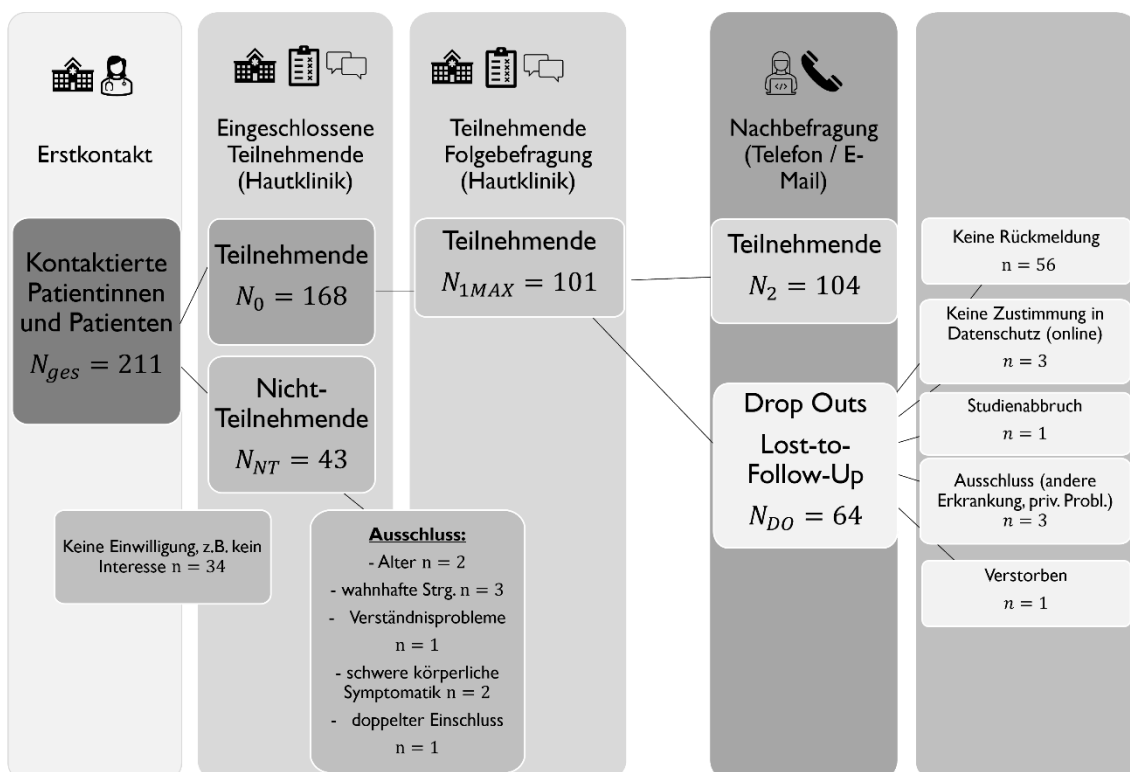 Erstkontakt
Eingeschlossene
Teilnehmende
(Hautklinik)
Teilnehmende
Folgebefragung
(Hautklinik)
Nachbefragung
(Telefon / E-
Mail)
Kontaktierte
Patientinnen
und Patienten
N_ges = 211
Teilnehmende
N_0 = 168
Nicht-
Teilnehmende
N_NT = 43
Keine Einwilligung, z.B. kein
Interesse n = 34
Ausschluss:
- Alter n = 2
- wahnhafte Strg. n = 3
- Verständnisprobleme
n = 1
- schwere körperliche
Symptomatik n = 2
- doppelter Einschluss
n = 1
Teilnehmende
N_1MAX = 101
Teilnehmende
N_2 = 104
Drop Outs
Lost-to-
Follow-Up
N_DO = 64
Keine Rückmeldung
n = 56
Keine Zustimmung in
Datenschutz (online)
n = 3
Studienabbruch
n = 1
Ausschluss (andere
Erkrankung, priv. Probl.)
n = 3
Verstorben
n = 1